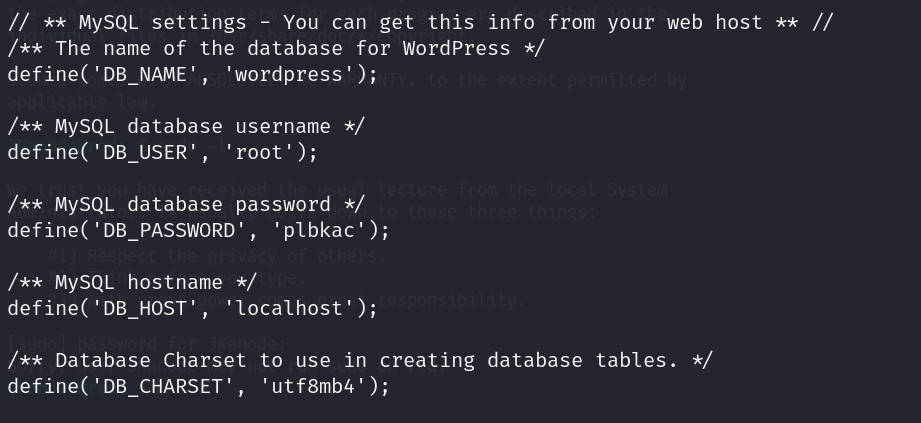 // ** MySQL settings - You can get this info from your web host ** //
/** The name of the database for WordPress */
define('DB_NAME', 'wordpress');
/** MySQL database username */
define('DB_USER', 'root');
/** MySQL database password */
define('DB_PASSWORD', 'plbkac');
/** MySQL hostname */
define('DB_HOST', 'localhost');
/** Database Charset to use in creating database tables. */
define('DB_CHARSET', 'utf8mb4');